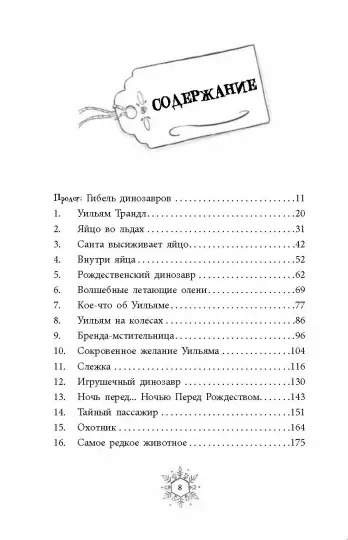 СОДЕРЖАНИЕ
Пролог: Гибель динозавров . . . . . . . . . . . . . . . . . . . . . . 11
1. Уильям Трандл . . . . . . . . . . . . . . . . . . . . . . . . . . . 20
2. Яйцо во льдах . . . . . . . . . . . . . . . . . . . . . . . . . . . 31
3. Санта высиживает яйцо . . . . . . . . . . . . . . . . . . . 42
4. Внутри яйца . . . . . . . . . . . . . . . . . . . . . . . . . . . . . 52
5. Рождественский динозавр . . . . . . . . . . . . . . . . . 62
6. Волшебные летающие олени . . . . . . . . . . . . . . . 69
7. Кое-что об Уильяме . . . . . . . . . . . . . . . . . . . . . . 77
8. Уильям на колесах . . . . . . . . . . . . . . . . . . . . . . . 86
9. Бренда-мстительница . . . . . . . . . . . . . . . . . . . . . 96
10. Сокровенное желание Уильяма . . . . . . . . . . . . 104
11. Слежка . . . . . . . . . . . . . . . . . . . . . . . . . . . . . . . . 116
12. Игрушечный динозавр . . . . . . . . . . . . . . . . . . . 130
13. Ночь перед... Ночью Перед Рождеством. . . . . . 143
14. Тайный пассажир . . . . . . . . . . . . . . . . . . . . . . . 151
15. Охотник . . . . . . . . . . . . . . . . . . . . . . . . . . . . . . . 164
16. Самое редкое животное . . . . . . . . . . . . . . . . . . 175
8